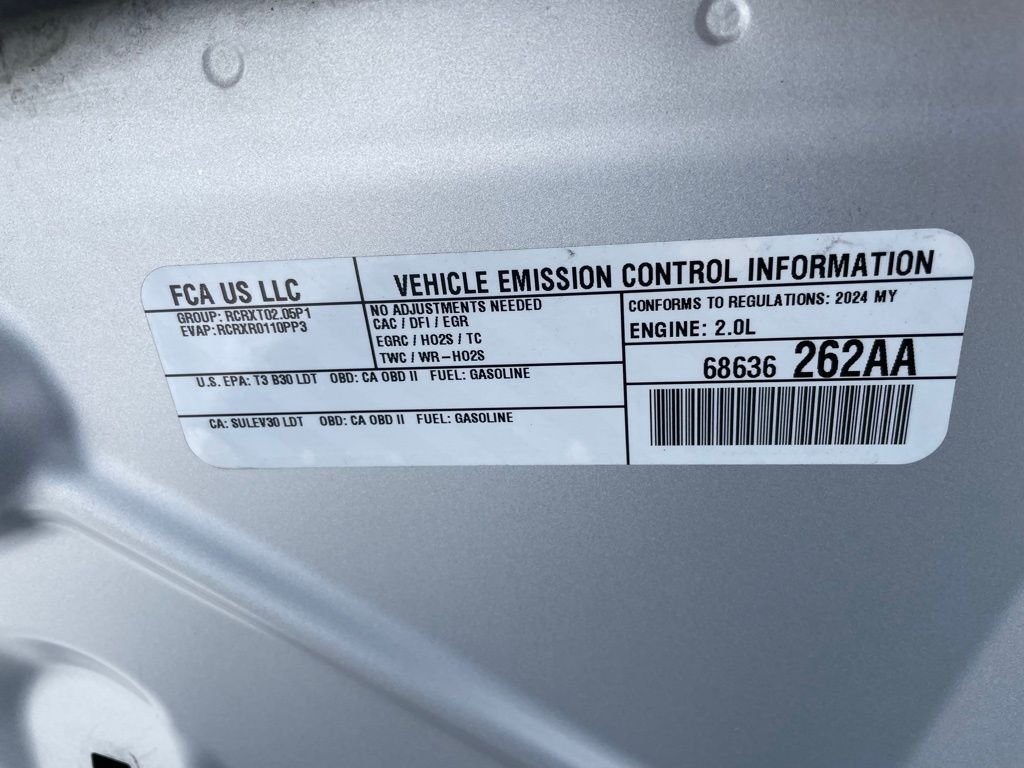 FCA US LLC
GROUP: RCRXT02.05P1
EVAP:RCRXR0110PP3
VEHICLE EMISSION CONTROL INFORMATION
NO ADJUSTMENTS NEEDED
CAC / DFI / EGR
EGRC / HO2S / TC
TWC / WR-HO2S
CONFORMS TO REGULATIONS: 2024 MY
ENGINE: 2.0L
68636 262AA
U.S. EPA: T3 B30 LDT OBD: CA OBD II FUEL: GASOLINE
CA: SULEV30 LDT OBD: CA OBD II FUEL: GASOLINE